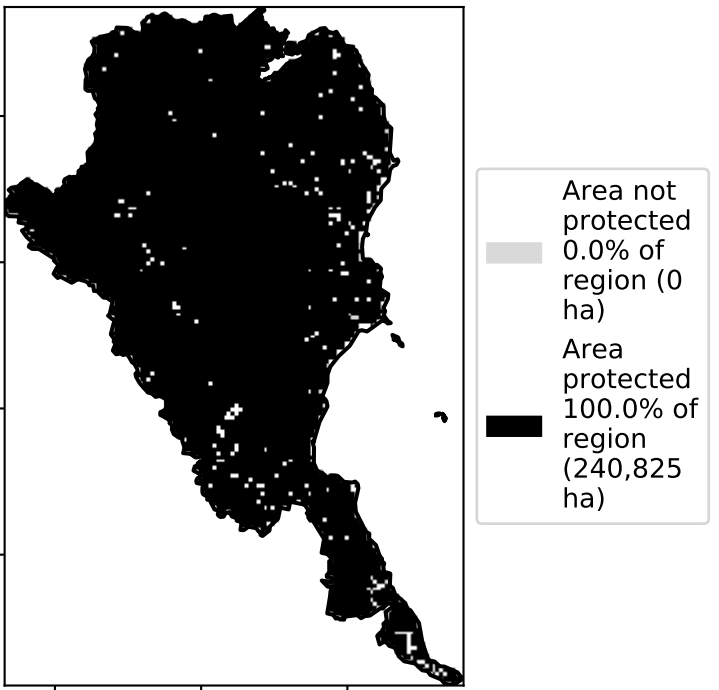 Area not
protected
0.0% of
region (0
ha)
Area
protected
100.0% of
region
(240,825
ha)